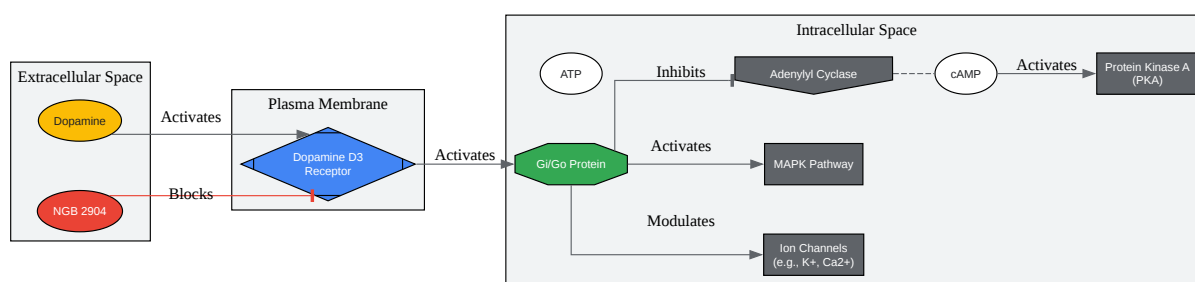 Intracellular Space
Extracellular Space
Plasma Membrane
ATP
Inhibits
Adenylyl Cyclase
cAMP
Activates
Protein Kinase A
(PKA)
Dopamine
Activates
Dopamine D3
Receptor
Activates
Gi/Go Protein
Activates
MAPK Pathway
NGB 2904
Blocks
Modulates
Ion Channels
(e.g., K+, Ca2+)